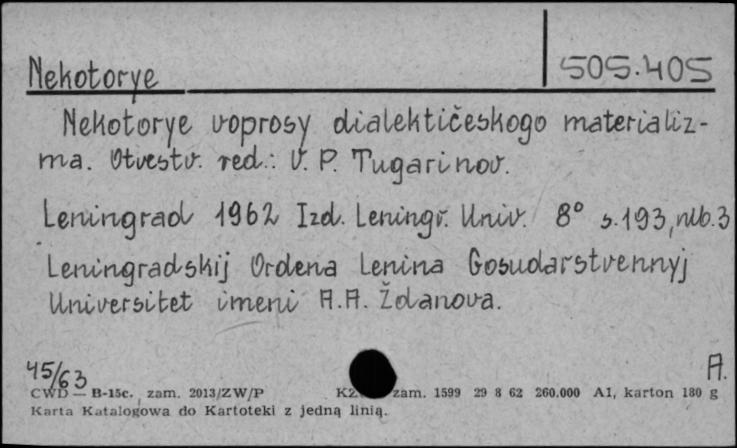 Nekotorye 505.405
Nekotorye voprosy dialektičeskogo materializ-
ma. Otvestv. red.: V. P. Tugarinov.
Leningrad 1962 Izd. Leningr. Univ. 8° s.193, nlb.3
Leningradskij Ordena Lenina Gosudarstvennyj
Universitet imeni A.A. Ždanova.
45/63 A.
CWD — B-15c. zam. 2013/ZW/P zam. 1599 29 8 62 260.000 A1, karton 180 g
Karta Katalogowa do Kartoteki z jedną linią.